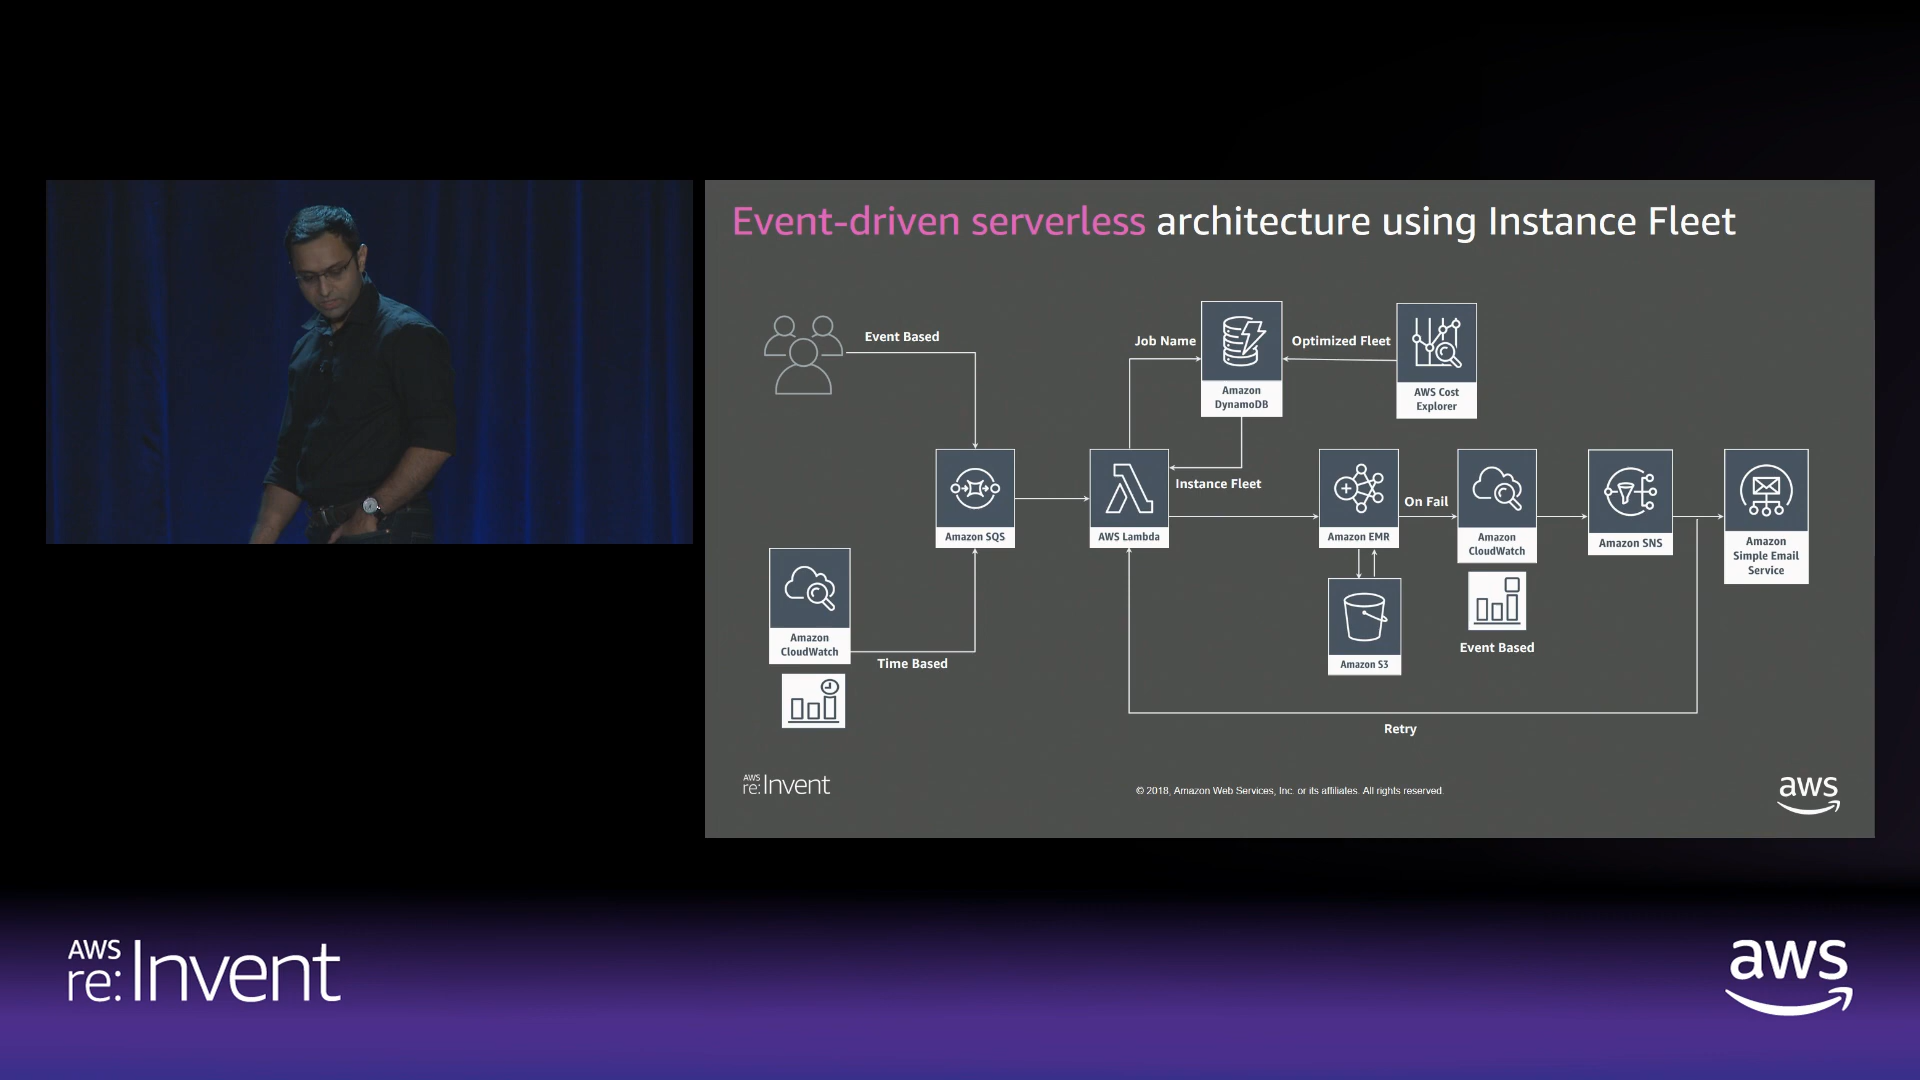 Event-driven serverless architecture using Instance Fleet
Event Based
Job Name
Amazon
DynamoDB
Optimized Fleet
AWS Cost
Explorer
Amazon SQS
AWS Lambda
Instance Fleet
Amazon EMR
On Fail
Amazon
CloudWatch
Amazon SNS
Amazon
Simple Email
Service
Amazon
CloudWatch
Time Based
Amazon S3
Event Based
Retry
AWS
re:Invent
© 2018, Amazon Web Services, Inc. or its affiliates. All rights reserved.
aws
AWS
re:Invent
aws